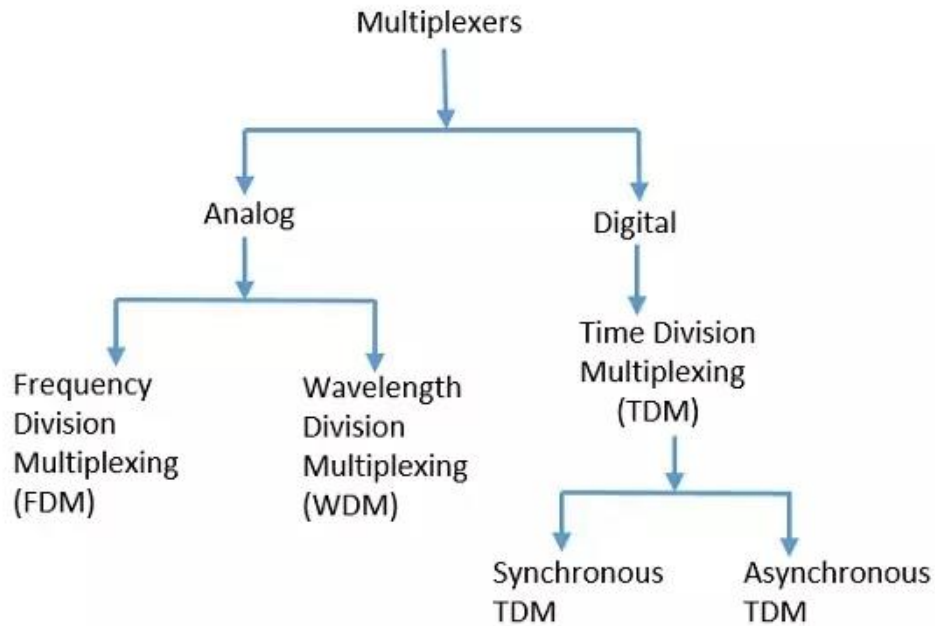 Multiplexers
Analog
Digital
Frequency
Division
Multiplexing
(FDM)
Wavelength
Division
Multiplexing
(WDM)
Time Division
Multiplexing
(TDM)
Synchronous
TDM
Asynchronous
TDM